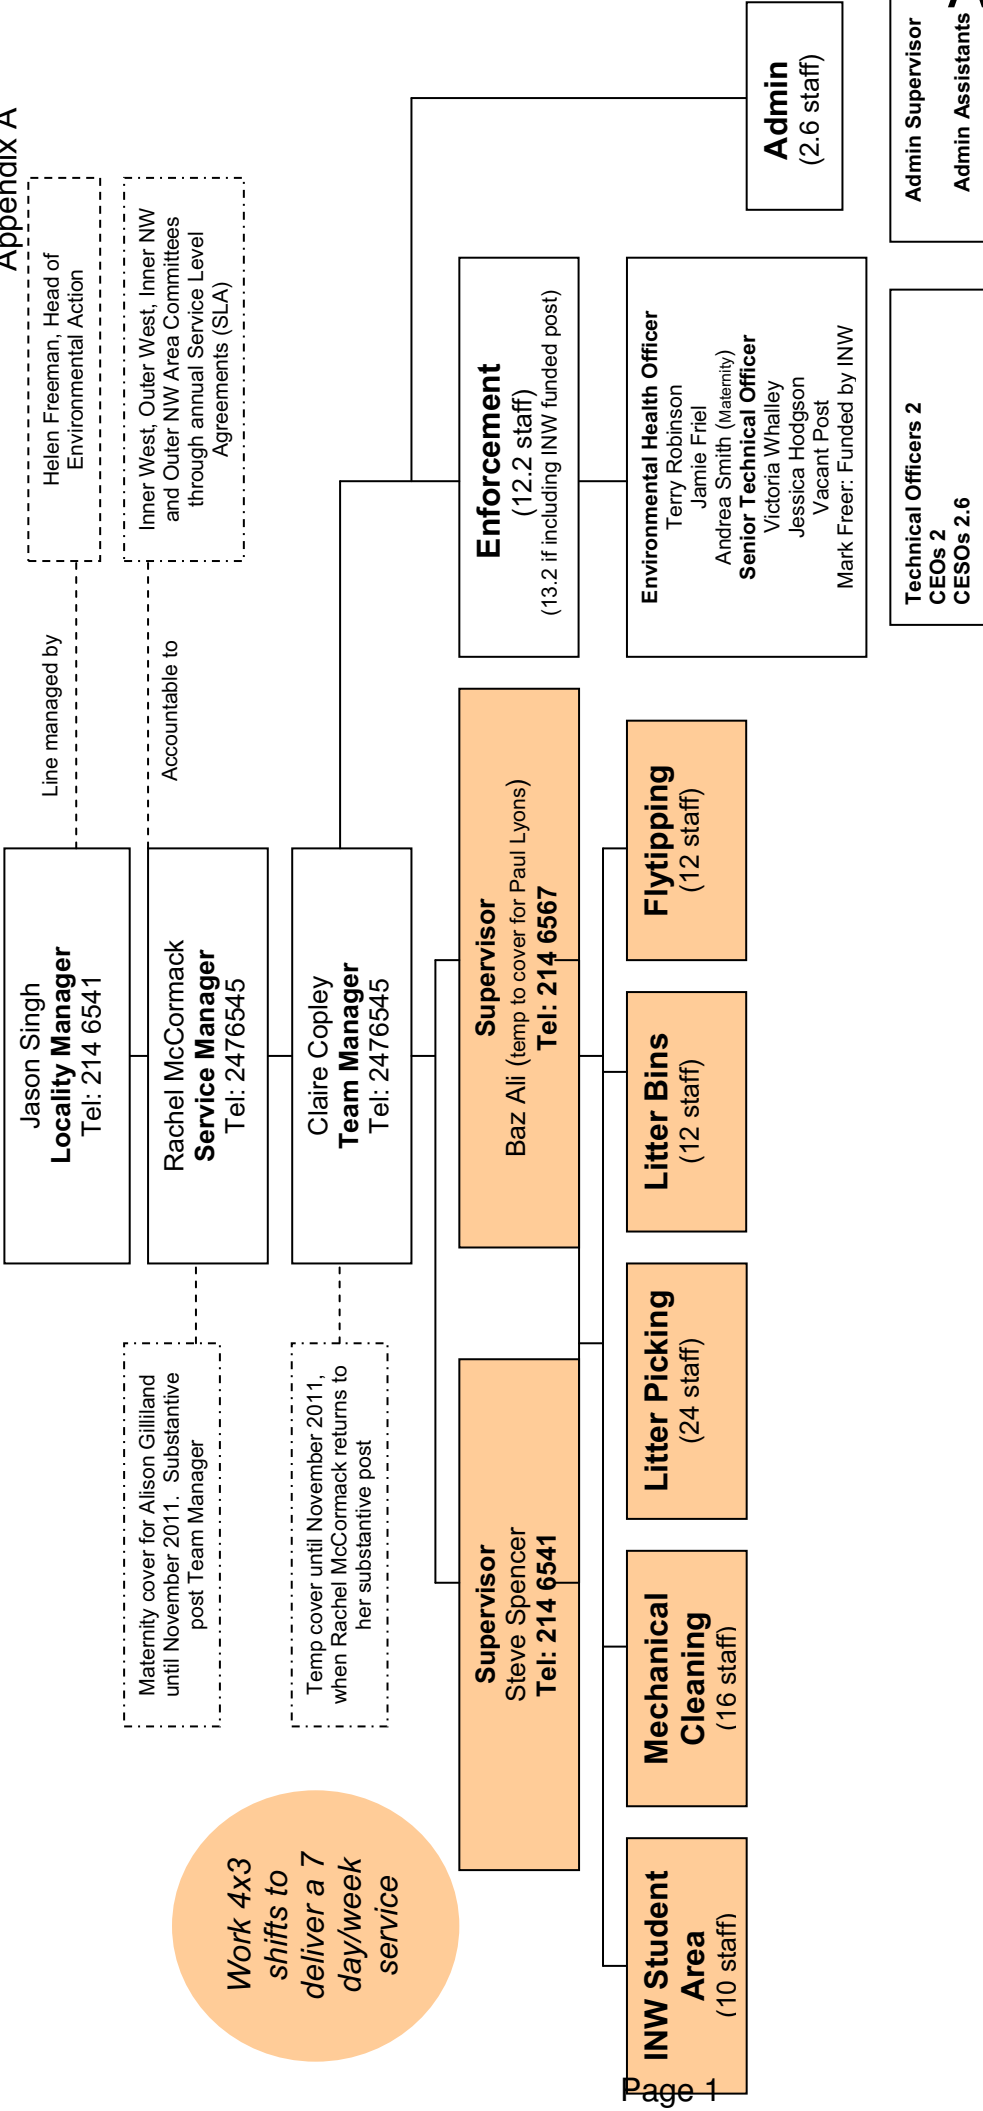 Appendix A
Jason Singh
Locality Manager
Tel: 214 6541
Line managed by
Helen Freeman, Head of
Environmental Action
Rachel McCormack
Service Manager
Tel: 2476545
Accountable to
Inner West, Outer West, Inner NW
and Outer NW Area Committees
through annual Service Level
Agreements (SLA)
Maternity cover for Alison Gilliland
until November 2011. Substantive
post Team Manager
Claire Copley
Team Manager
Tel: 2476545
Temp cover until November 2011,
when Rachel McCormack returns to
her substantive post
Work 4x3
shifts to
deliver a 7
day/week
service
Supervisor
Steve Spencer
Tel: 214 6541
Supervisor
Baz Ali (temp to cover for Paul Lyons)
Tel: 214 6567
Enforcement
(12.2 staff)
(13.2 if including INW funded post)
Admin
(2.6 staff)
INW Student
Area
(10 staff)
Mechanical
Cleaning
(16 staff)
Litter Picking
(24 staff)
Litter Bins
(12 staff)
Flytipping
(12 staff)
Environmental Health Officer
Terry Robinson
Jamie Friel
Andrea Smith (Maternity)
Senior Technical Officer
Victoria Whalley
Jessica Hodgson
Vacant Post
Mark Freer: Funded by INW
Technical Officers 2
CEOs 2
CESOs 2.6
Admin Supervisor
Admin Assistants
Page 1